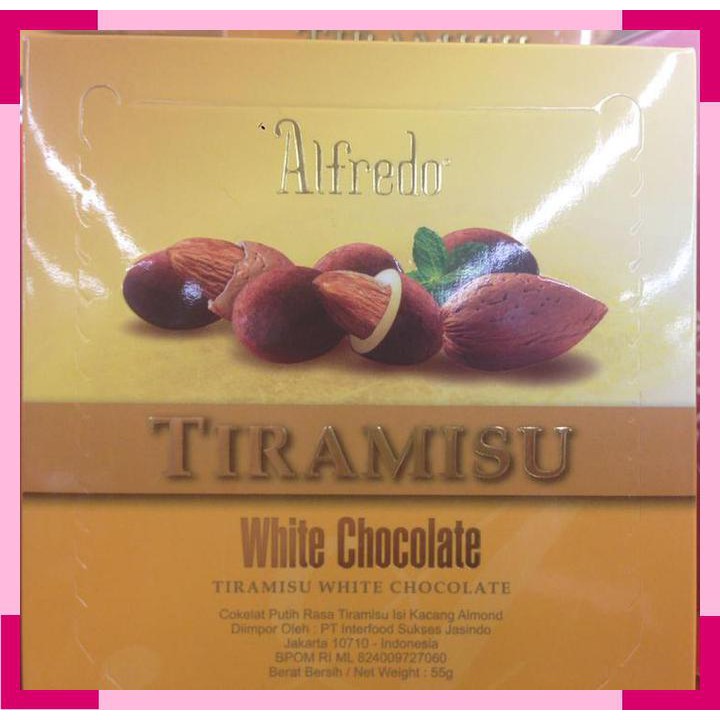 TIRAMISU
Alfredo
TIRAMISU
White Chocolate
TIRAMISU WHITE CHOCOLATE
Cokelat Putih Rasa Tiramisu Isi Kacang Almond
Diimpor Oleh : PT Interfood Sukses Jasindo
Jakarta 10710 - Indonesia
BPOM RI ML 824009727060
Berat Bersih / Net Weight : 55g